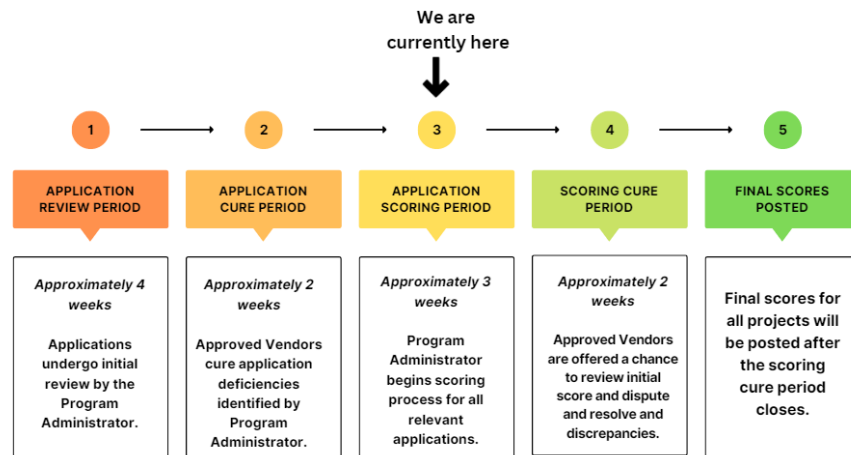 We are
currently here
1
2
3
4
5
APPLICATION
REVIEW PERIOD
APPLICATION
CURE PERIOD
APPLICATION
SCORING PERIOD
SCORING CURE
PERIOD
FINAL SCORES
POSTED
Approximately 4
weeks
Applications
undergo initial
review by the
Program
Administrator.
Approximately 2
weeks
Approved Vendors
cure application
deficiencies
identified by
Program
Administrator.
Approximately 3
weeks
Program
Administrator
begins scoring
process for all
relevant
applications.
Approximately 2
weeks
Approved Vendors
are offered a chance
to review initial
score and dispute
and resolve and
discrepancies.
Final scores for
all projects will
be posted after
the scoring
cure period
closes.